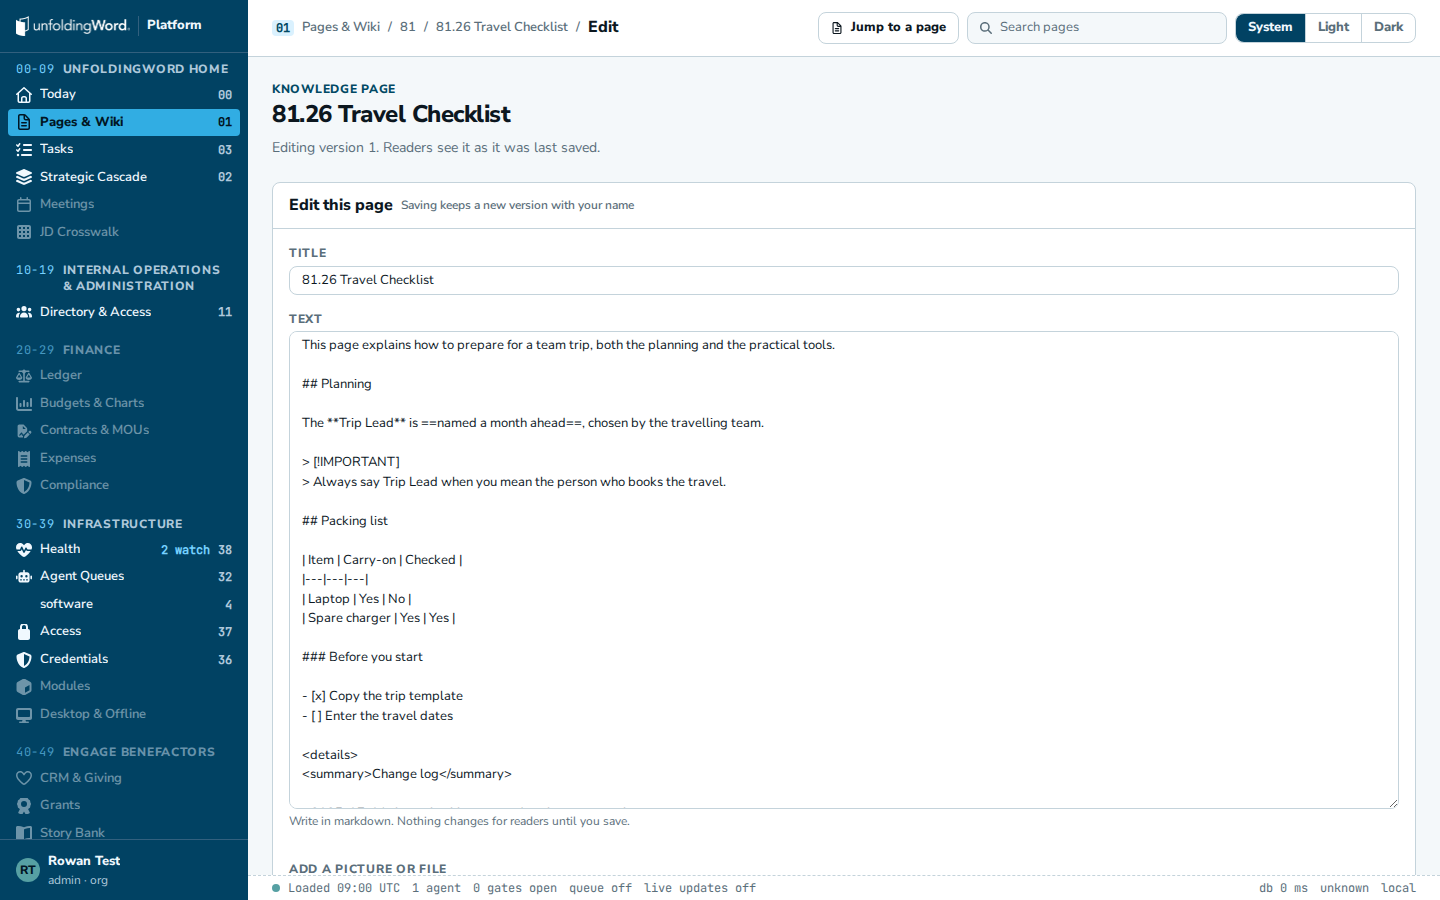 unfoldingWord. Platform
00-09 UNFOLDINGWORD HOME
Today 00
Pages & Wiki 01
Tasks 03
Strategic Cascade 02
Meetings
JD Crosswalk
10-19 INTERNAL OPERATIONS
& ADMINISTRATION
Directory & Access 11
20-29 FINANCE
Ledger
Budgets & Charts
Contracts & MOUs
Expenses
Compliance
30-39 INFRASTRUCTURE
Health 2 watch 38
Agent Queues 32
software 4
Access 37
Credentials 36
Modules
Desktop & Offline
40-49 ENGAGE BENEFACTORS
CRM & Giving
Grants
Story Bank
RT Rowan Test
admin · org
01 Pages & Wiki / 81 / 81.26 Travel Checklist / Edit
Jump to a page
Search pages
System Light Dark
KNOWLEDGE PAGE
81.26 Travel Checklist
Editing version 1. Readers see it as it was last saved.
Edit this page Saving keeps a new version with your name
TITLE
81.26 Travel Checklist
TEXT
This page explains how to prepare for a team trip, both the planning and the practical tools.
## Planning
The **Trip Lead** is ==named a month ahead==, chosen by the travelling team.
> [!IMPORTANT]
> Always say Trip Lead when you mean the person who books the travel.
## Packing list
| Item | Carry-on | Checked |
|---|---|---|
| Laptop | Yes | No |
| Spare charger | Yes | Yes |
### Before you start
- [x] Copy the trip template
- [ ] Enter the travel dates
<details>
<summary>Change log</summary>
Write in markdown. Nothing changes for readers until you save.
ADD A PICTURE OR FILE
Loaded 09:00 UTC 1 agent 0 gates open queue off live updates off
db 0 ms unknown local